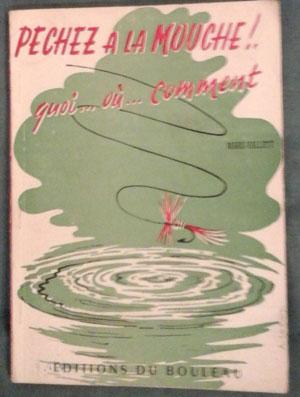 PECHEZ A LA MOUCHE!
quoi... où... comment
EDITIONS DU BOULEAU